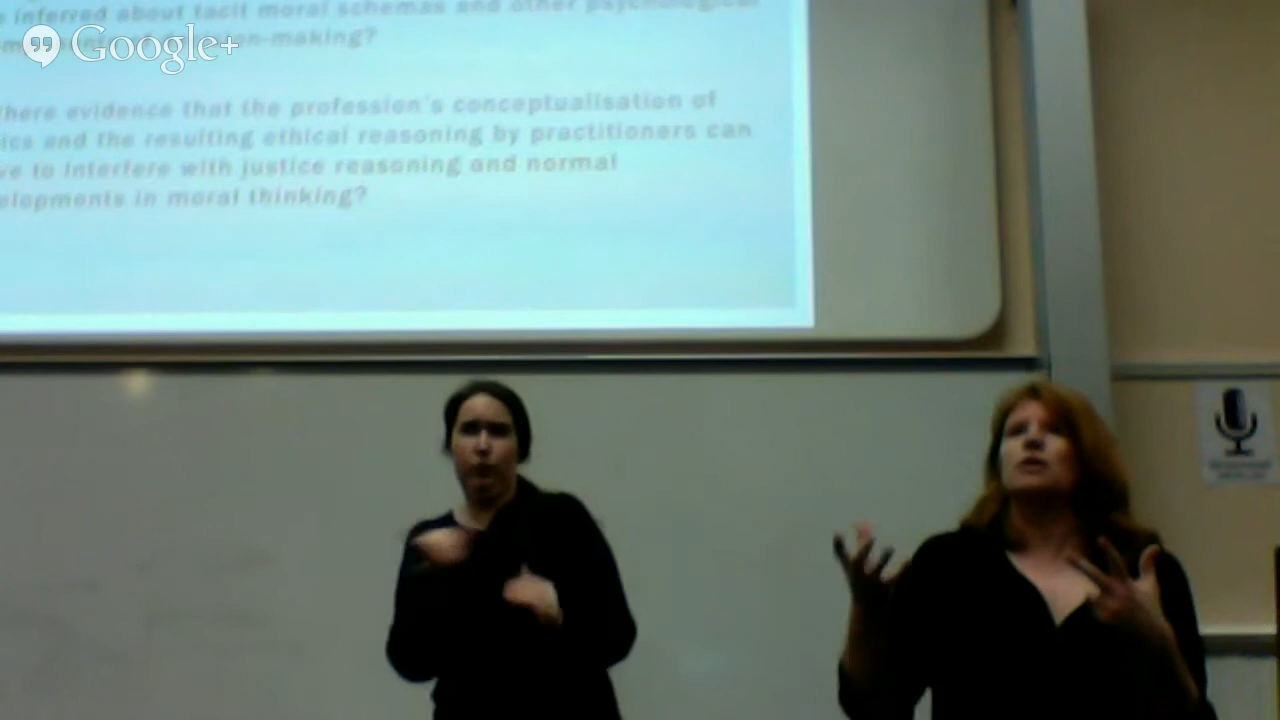 inferred about tacit moral schemas and other psychological
Google+
on-making?
here evidence that the profession's conceptualisation of
ics and the resulting ethical reasoning by practitioners can
ve to interfere with justice reasoning and normal
elopments in moral thinking?